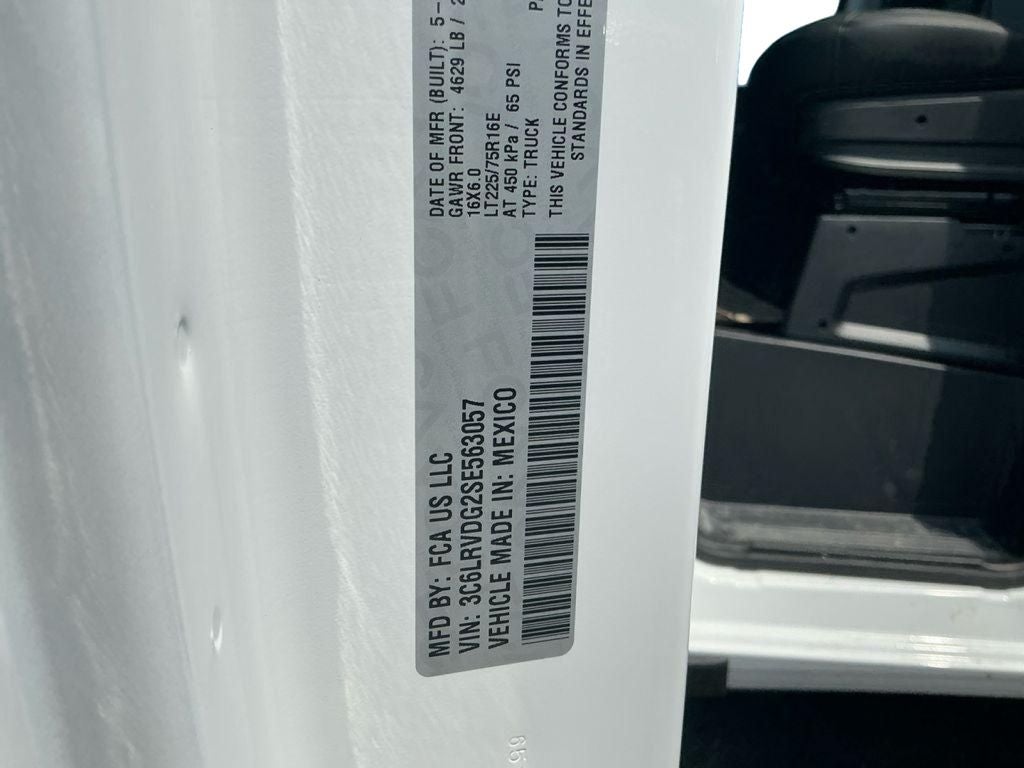 MFD BY: FCA US LLC
VIN: 3C6LRVDG2SE563057
VEHICLE MADE IN: MEXICO
DATE OF MFR (BUILT): 5-
GAWR FRONT: 4629 LB / 2
16X6.0
LT225/75R16E
AT 450 kPa / 65 PSI
TYPE: TRUCK
THIS VEHICLE CONFORMS TO
STANDARDS IN EFFE